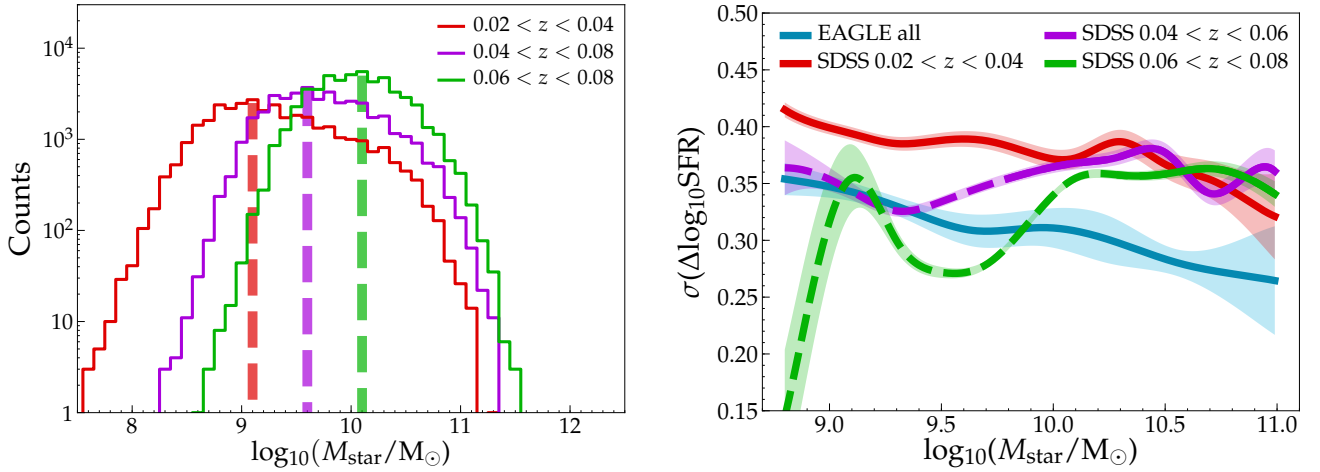 10⁴
10³
100
10
1
Counts
8 9 10 11 12
log₁₀(M_star/M_⊙)
0.02 < z < 0.04
0.04 < z < 0.08
0.06 < z < 0.08
0.50
0.45
0.40
0.35
0.30
0.25
0.20
0.15
σ(Δlog₁₀SFR)
9.0 9.5 10.0 10.5 11.0
log₁₀(M_star/M_⊙)
EAGLE all
SDSS 0.02 < z < 0.04
SDSS 0.04 < z < 0.06
SDSS 0.06 < z < 0.08